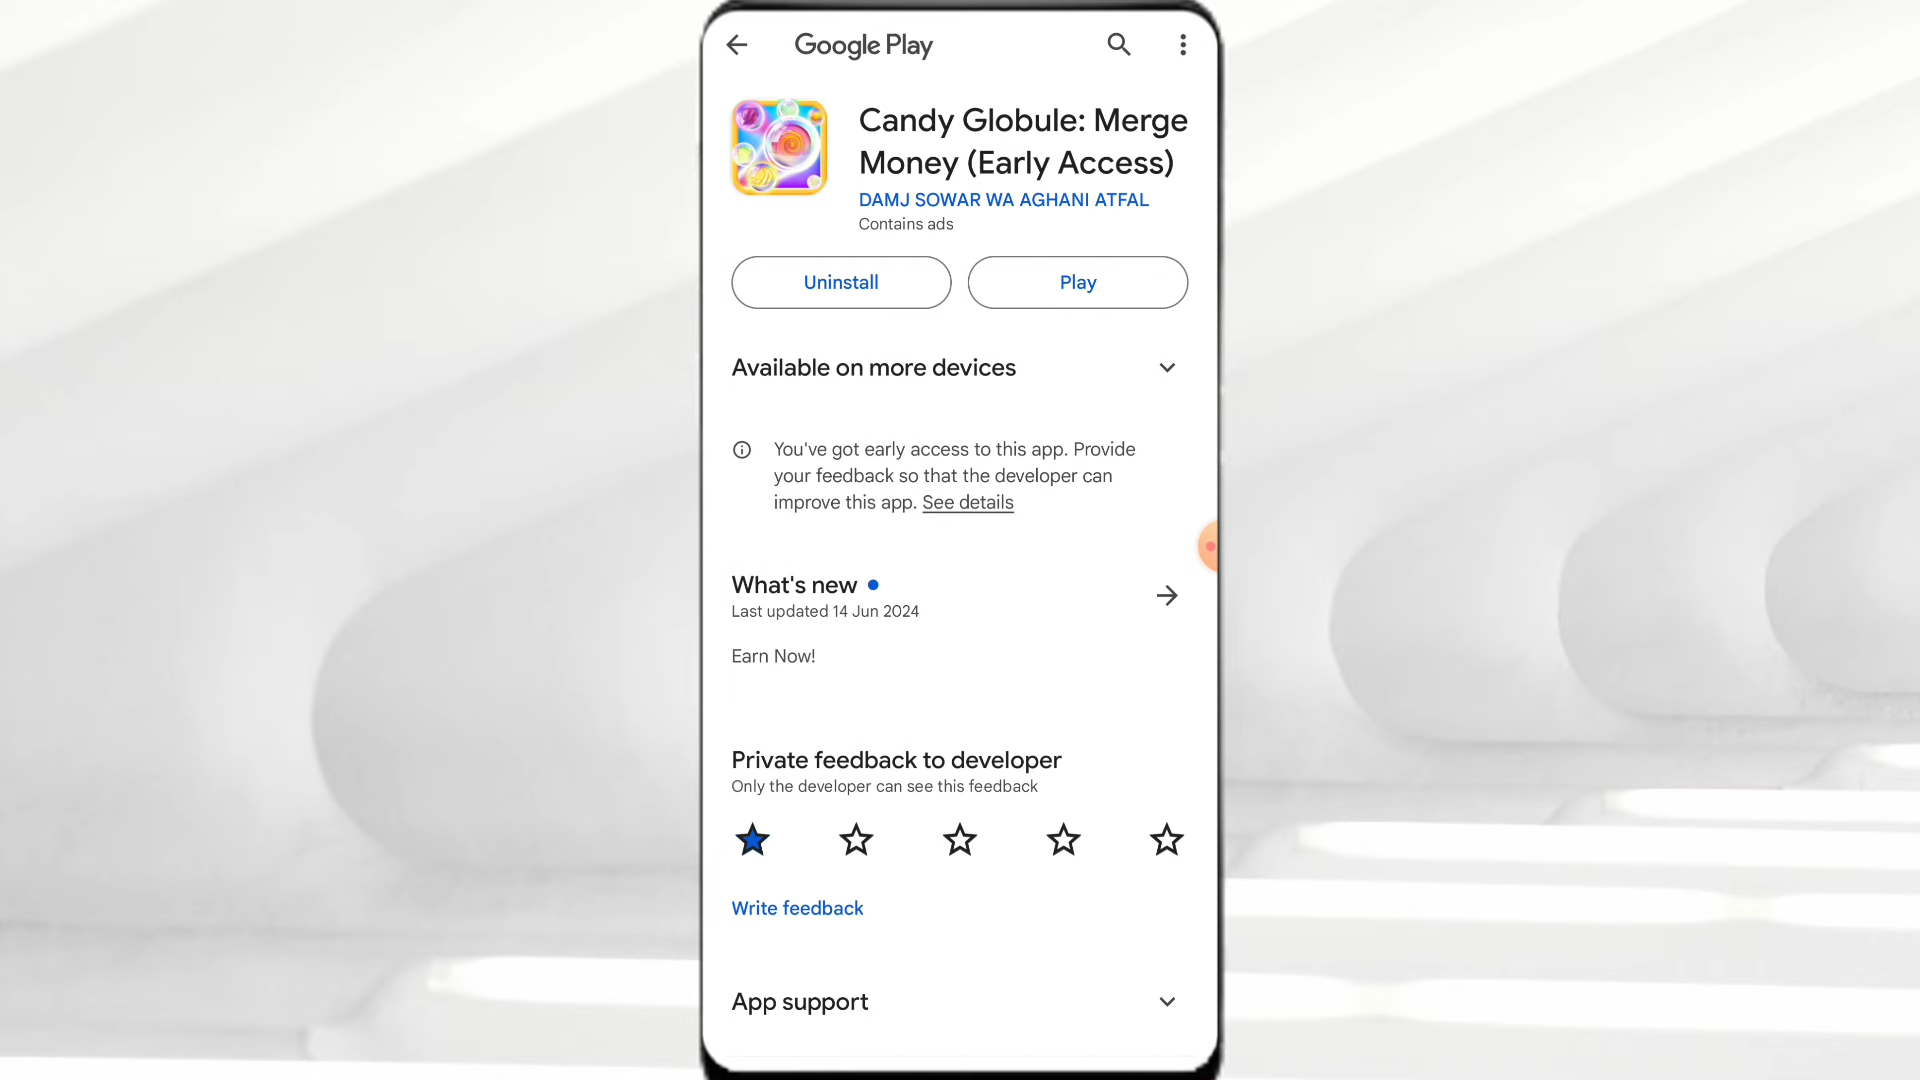 Google Play
Candy Globule: Merge
Money (Early Access)
DAMJ SOWAR WA AGHANI ATFAL
Contains ads
Uninstall
Play
Available on more devices
You've got early access to this app. Provide
your feedback so that the developer can
improve this app. See details
What's new
Last updated 14 Jun 2024
Earn Now!
Private feedback to developer
Only the developer can see this feedback
Write feedback
App support